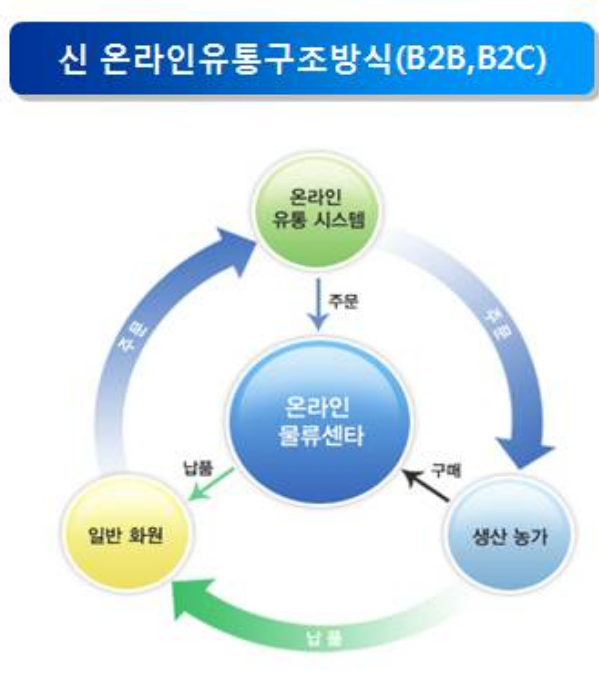 신 온라인유통구조방식(B2B,B2C)
온라인
유통 시스템
주문
주문
주문
온라인
물류센타
납품
구매
일반 화원
생산 농가
납품